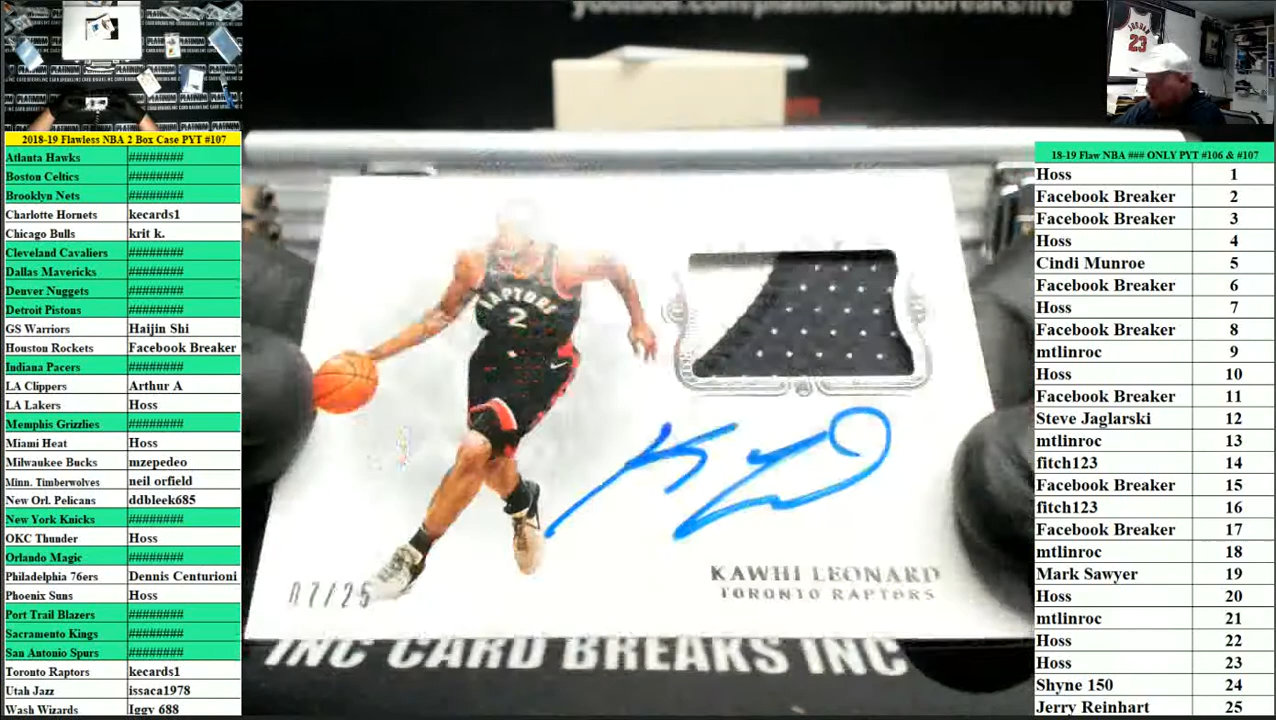 2018-19 Flawless NBA 2 Box Case PYT #107
Atlanta Hawks ########
Boston Celtics ########
Brooklyn Nets ########
Charlotte Hornets kecards1
Chicago Bulls krit k.
Cleveland Cavaliers ########
Dallas Mavericks ########
Denver Nuggets ########
Detroit Pistons ########
GS Warriors Haijin Shi
Houston Rockets Facebook Breaker
Indiana Pacers ########
LA Clippers Arthur A
LA Lakers Hoss
Memphis Grizzlies ########
Miami Heat Hoss
Milwaukee Bucks mzepedeo
Minn. Timberwolves neil orfield
New Orl. Pelicans ddbleek685
New York Knicks ########
OKC Thunder Hoss
Orlando Magic ########
Philadelphia 76ers Dennis Centurioni
Phoenix Suns Hoss
Port Trail Blazers ########
Sacramento Kings ########
San Antonio Spurs ########
Toronto Raptors kecards1
Utah Jazz issaca1978
Wash Wizards Iggy 688
RAPTORS
2
07/25
KAWHI LEONARD
TORONTO RAPTORS
INC CARD BREAKS INC
JORDAN
23
18-19 Flaw NBA ### ONLY PYT #106 & #107
Hoss 1
Facebook Breaker 2
Facebook Breaker 3
Hoss 4
Cindi Munroe 5
Facebook Breaker 6
Hoss 7
Facebook Breaker 8
mtlinroc 9
Hoss 10
Facebook Breaker 11
Steve Jaglarski 12
mtlinroc 13
fitch123 14
Facebook Breaker 15
fitch123 16
Facebook Breaker 17
mtlinroc 18
Mark Sawyer 19
Hoss 20
mtlinroc 21
Hoss 22
Hoss 23
Shyne 150 24
Jerry Reinhart 25